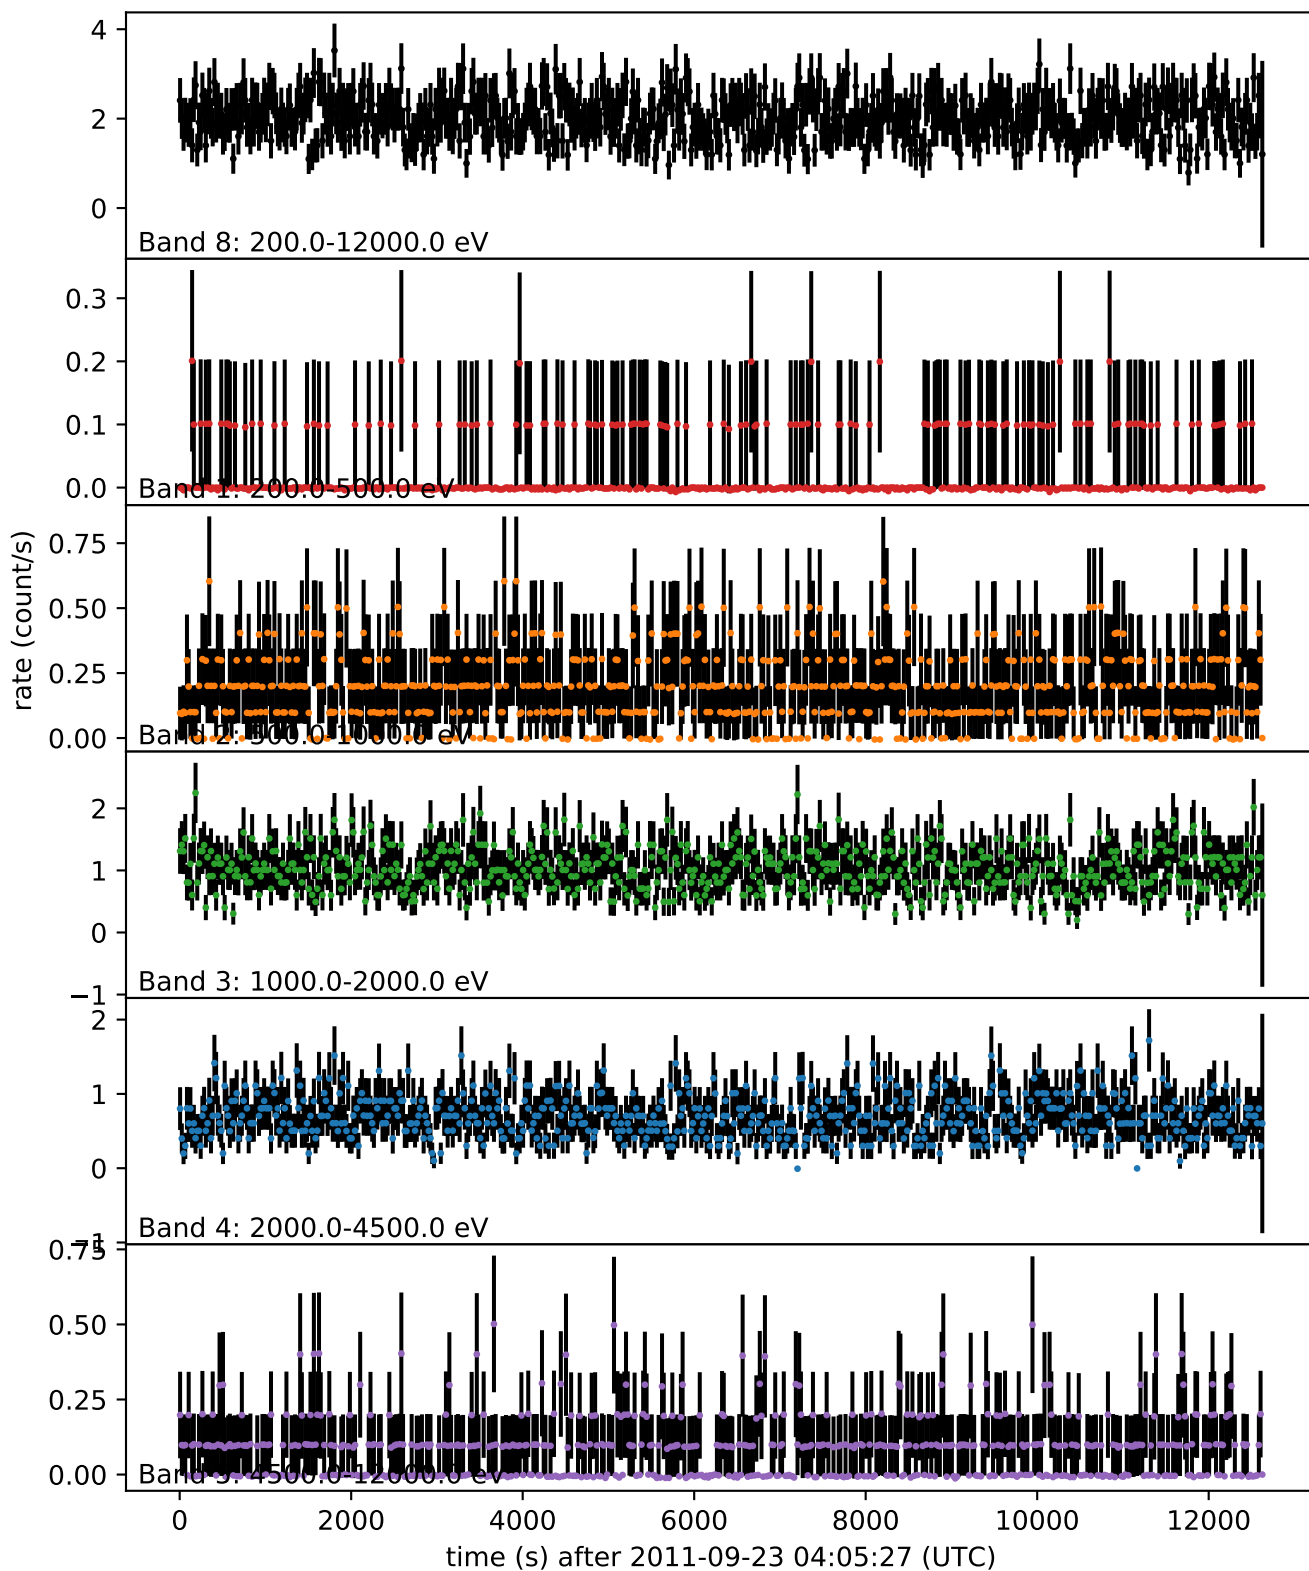 4
2
0
Band 8: 200.0-12000.0 eV
0.3
0.2
0.1
0.0
Band 1: 200.0-500.0 eV
rate (count/s)
0.75
0.50
0.25
0.00
Band 2: 500.0-1000.0 eV
2
1
0
−1
Band 3: 1000.0-2000.0 eV
2
1
0
−1
Band 4: 2000.0-4500.0 eV
0.75
0.50
0.25
0.00
Band 5: 4500.0-12000.0 eV
0 2000 4000 6000 8000 10000 12000
time (s) after 2011-09-23 04:05:27 (UTC)